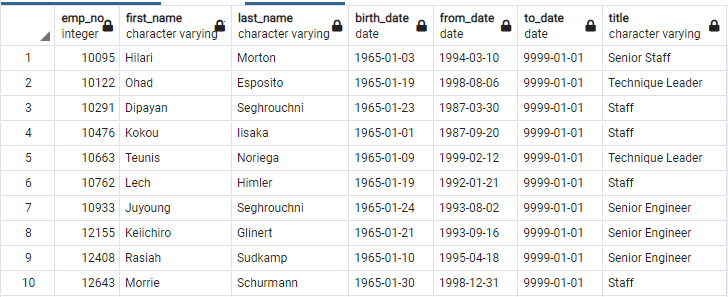 emp_no first_name last_name birth_date from_date to_date title
integer character varying character varying date date date character varying
1 10095 Hilari Morton 1965-01-03 1994-03-10 9999-01-01 Senior Staff
2 10122 Ohad Esposito 1965-01-19 1998-08-06 9999-01-01 Technique Leader
3 10291 Dipayan Seghrouchni 1965-01-23 1987-03-30 9999-01-01 Staff
4 10476 Kokou Iisaka 1965-01-01 1987-09-20 9999-01-01 Staff
5 10663 Teunis Noriega 1965-01-09 1999-02-12 9999-01-01 Technique Leader
6 10762 Lech Himler 1965-01-19 1992-01-21 9999-01-01 Staff
7 10933 Juyoung Seghrouchni 1965-01-24 1993-08-02 9999-01-01 Senior Engineer
8 12155 Keiichiro Glinert 1965-01-21 1993-09-16 9999-01-01 Senior Engineer
9 12408 Rasiah Sudkamp 1965-01-10 1995-04-18 9999-01-01 Senior Engineer
10 12643 Morrie Schurmann 1965-01-30 1998-12-31 9999-01-01 Staff